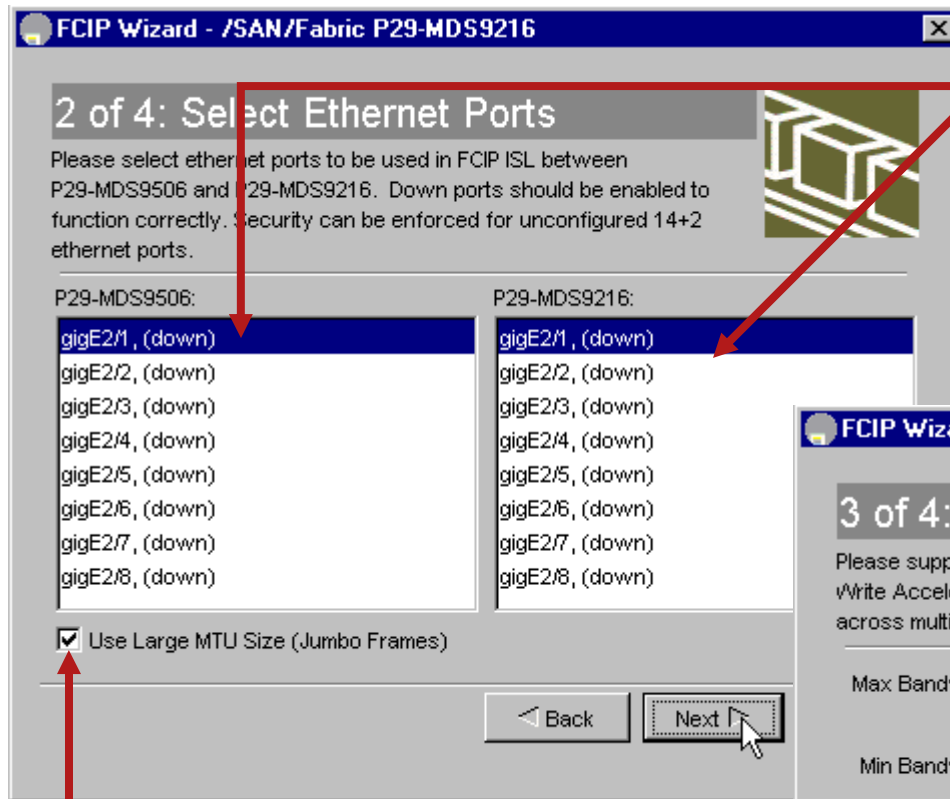 FCIP Wizard - /SAN/Fabric P29-MDS9216
2 of 4: Select Ethernet Ports
Please select ethernet ports to be used in FCIP ISL between
P29-MDS9506 and P29-MDS9216. Down ports should be enabled to
function correctly. Security can be enforced for unconfigured 14+2
ethernet ports.
P29-MDS9506:
gigE2/1, (down)
gigE2/2, (down)
gigE2/3, (down)
gigE2/4, (down)
gigE2/5, (down)
gigE2/6, (down)
gigE2/7, (down)
gigE2/8, (down)
P29-MDS9216:
gigE2/1, (down)
gigE2/2, (down)
gigE2/3, (down)
gigE2/4, (down)
gigE2/5, (down)
gigE2/6, (down)
gigE2/7, (down)
gigE2/8, (down)
Use Large MTU Size (Jumbo Frames)
Back
Next
FCIP
3 of 4:
Please
Write
across
Max
Min